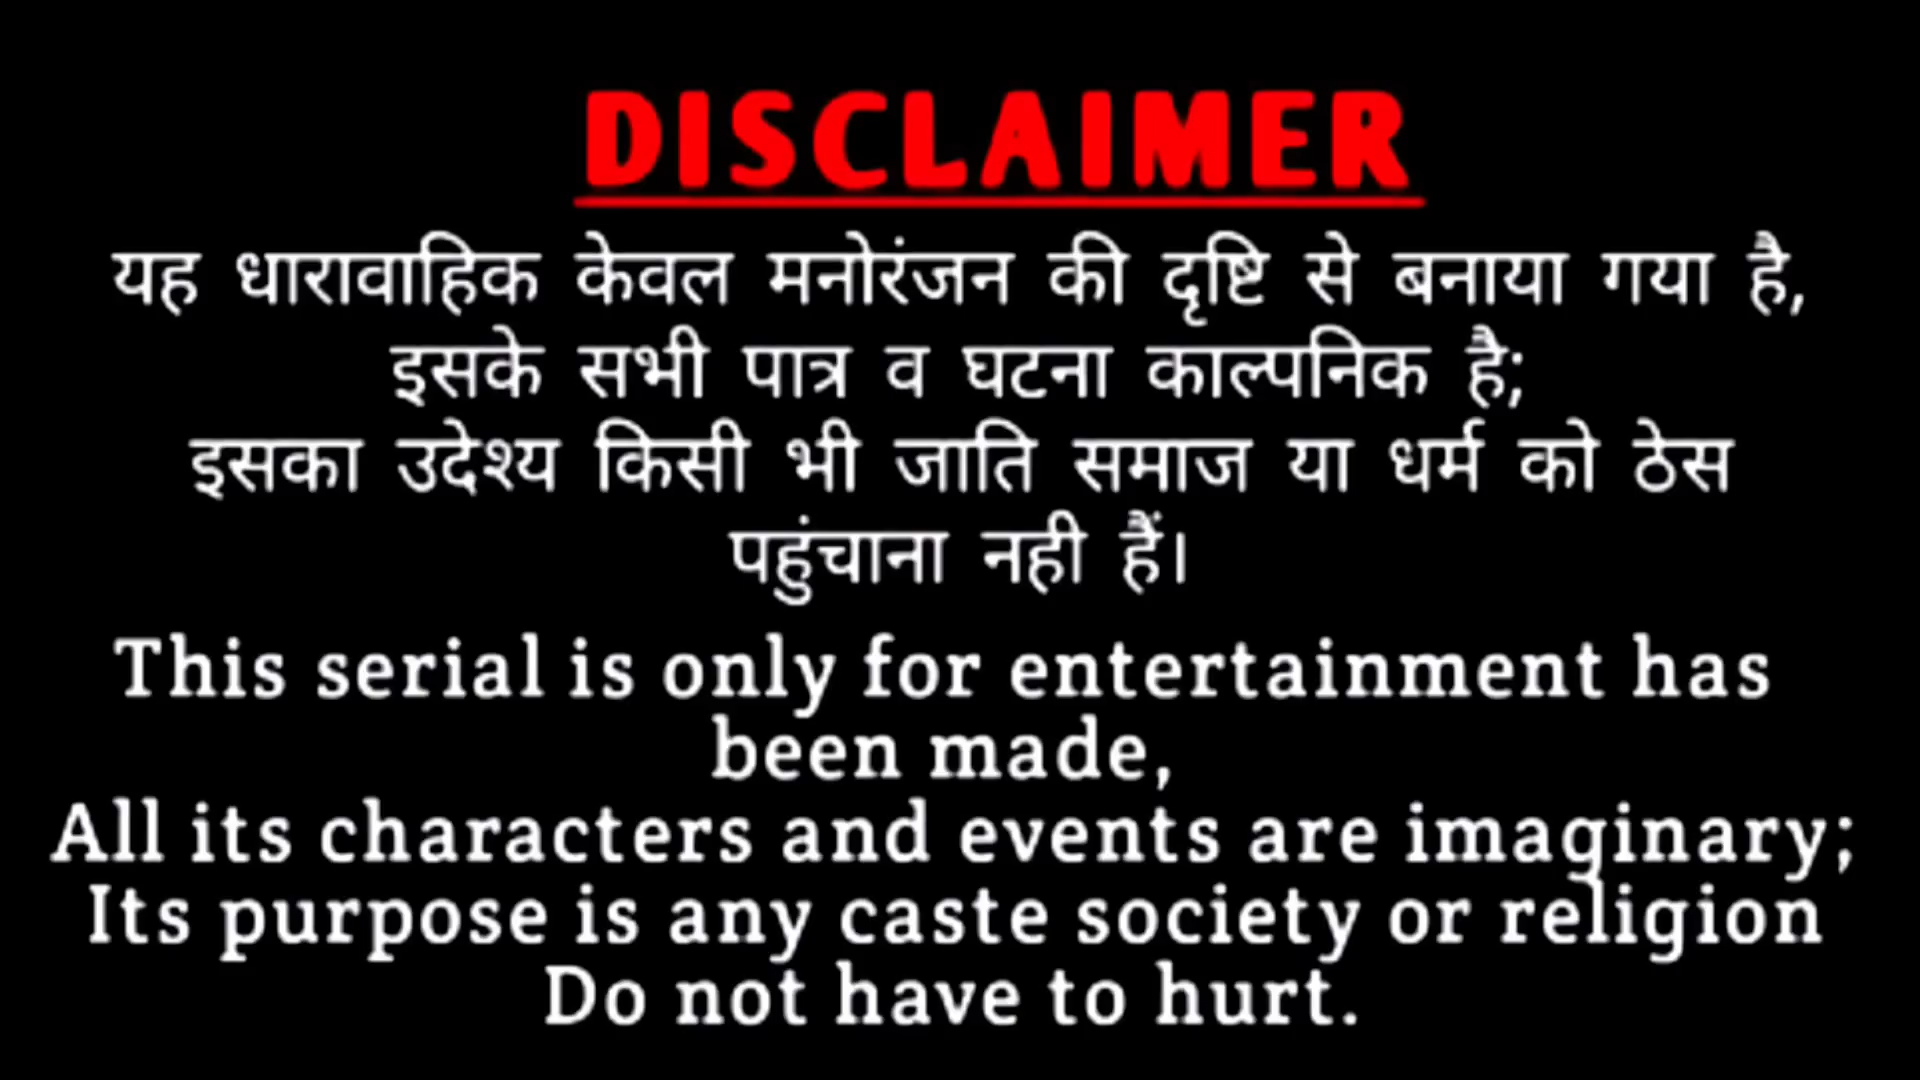 DISCLAIMER
यह धारावाहिक केवल मनोरंजन की दृष्टि से बनाया गया है,
इसके सभी पात्र व घटना काल्पनिक है;
इसका उदेश्य किसी भी जाति समाज या धर्म को ठेस
पहुंचाना नही हैं।
This serial is only for entertainment has
been made,
All its characters and events are imaginary;
Its purpose is any caste society or religion
Do not have to hurt.